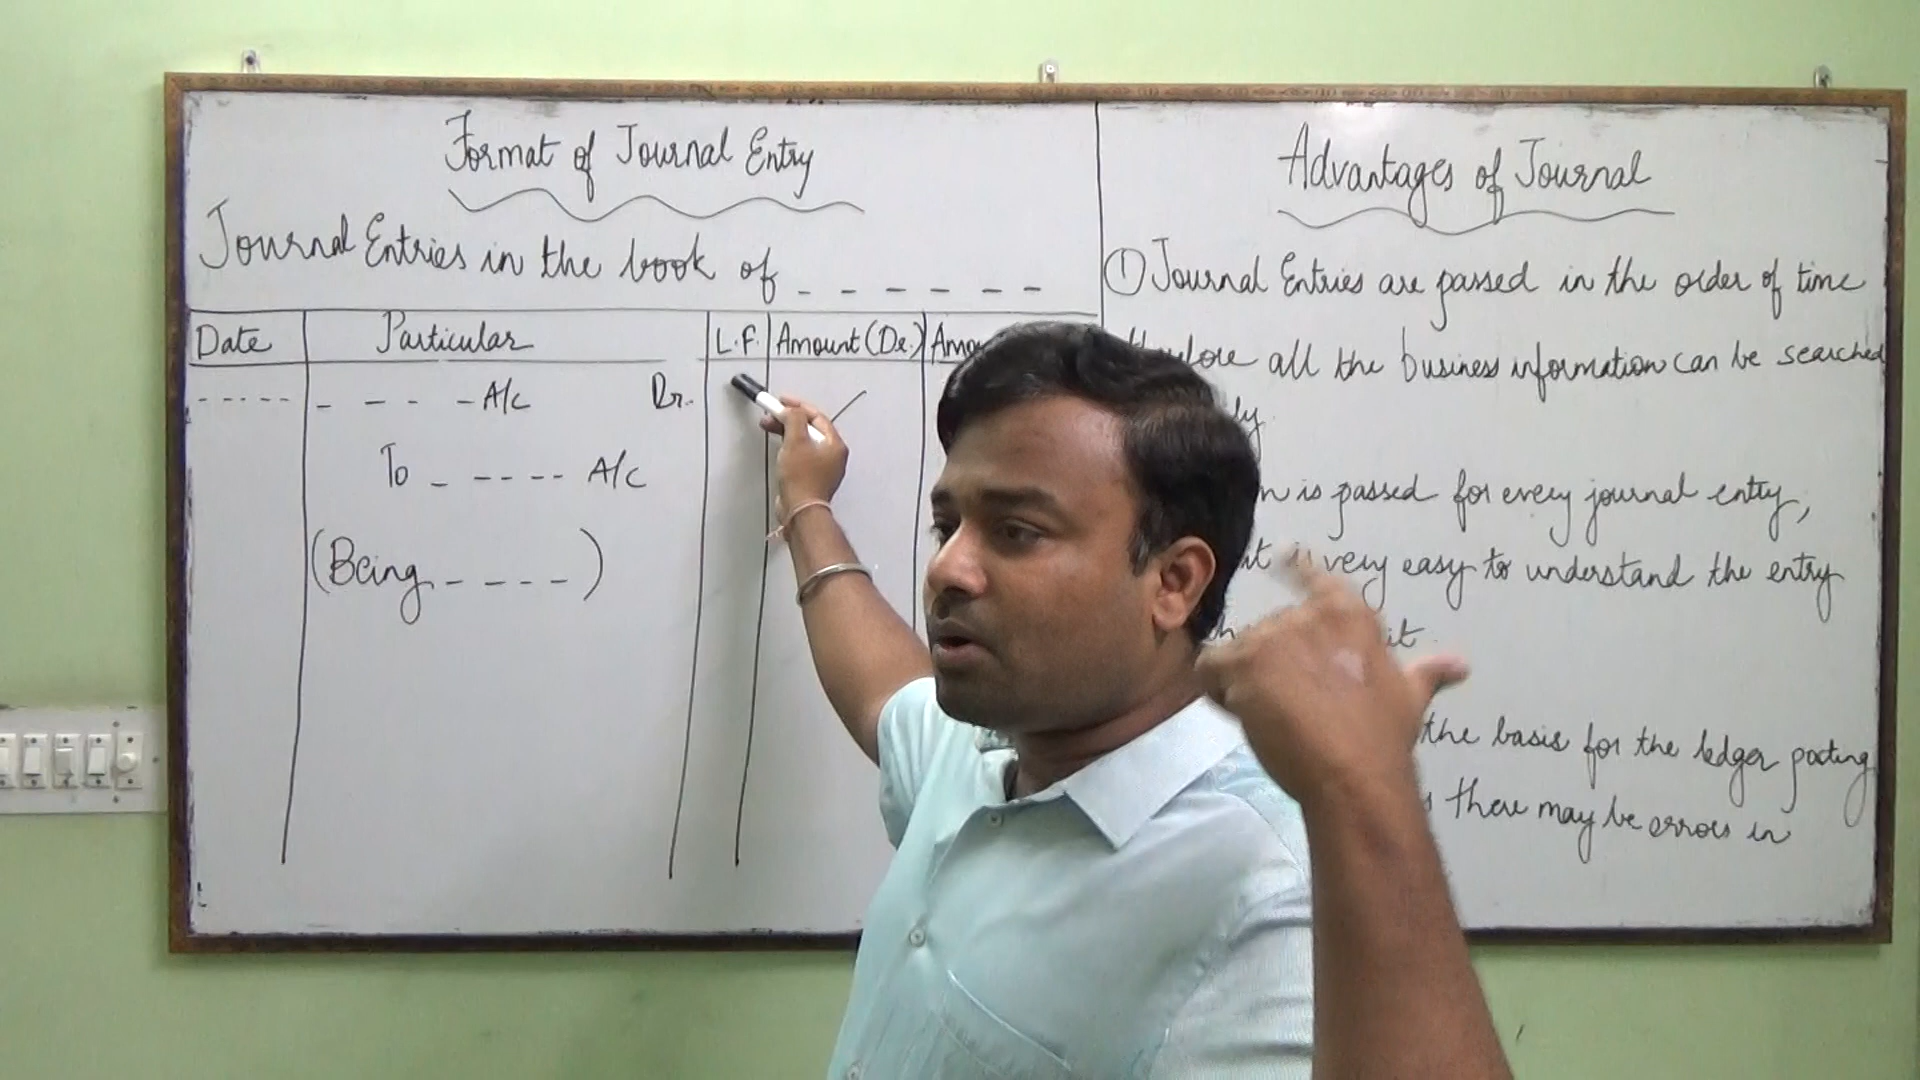 Format of Journal Entry
Journal Entries in the book of _ _ _ _ _ _
Date Particular L.F. Amount (Dr.)
- - - - - _ - - - A/c Dr.
To _ - - - - A/c
(Being _ - - - -)
Advantages of Journal
① Journal Entries are passed in the order of time
all the business information can be searched
is passed for every journal entry,
it is very easy to understand the entry
it.
the basis for the ledger posting
there may be errors in